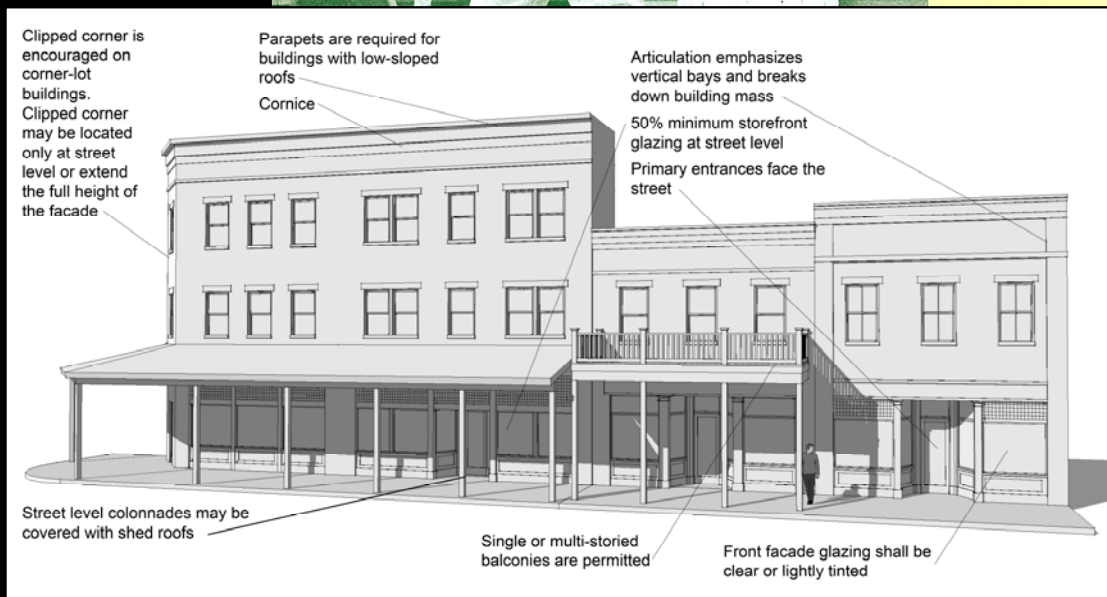 Clipped corner is
encouraged on
corner-lot
buildings.
Clipped corner
may be located
only at street
level or extend
the full height of
the facade
Parapets are required for
buildings with low-sloped
roofs
Cornice
Articulation emphasizes
vertical bays and breaks
down building mass
50% minimum storefront
glazing at street level
Primary entrances face the
street
Street level colonnades may be
covered with shed roofs
Single or multi-storied
balconies are permitted
Front facade glazing shall be
clear or lightly tinted